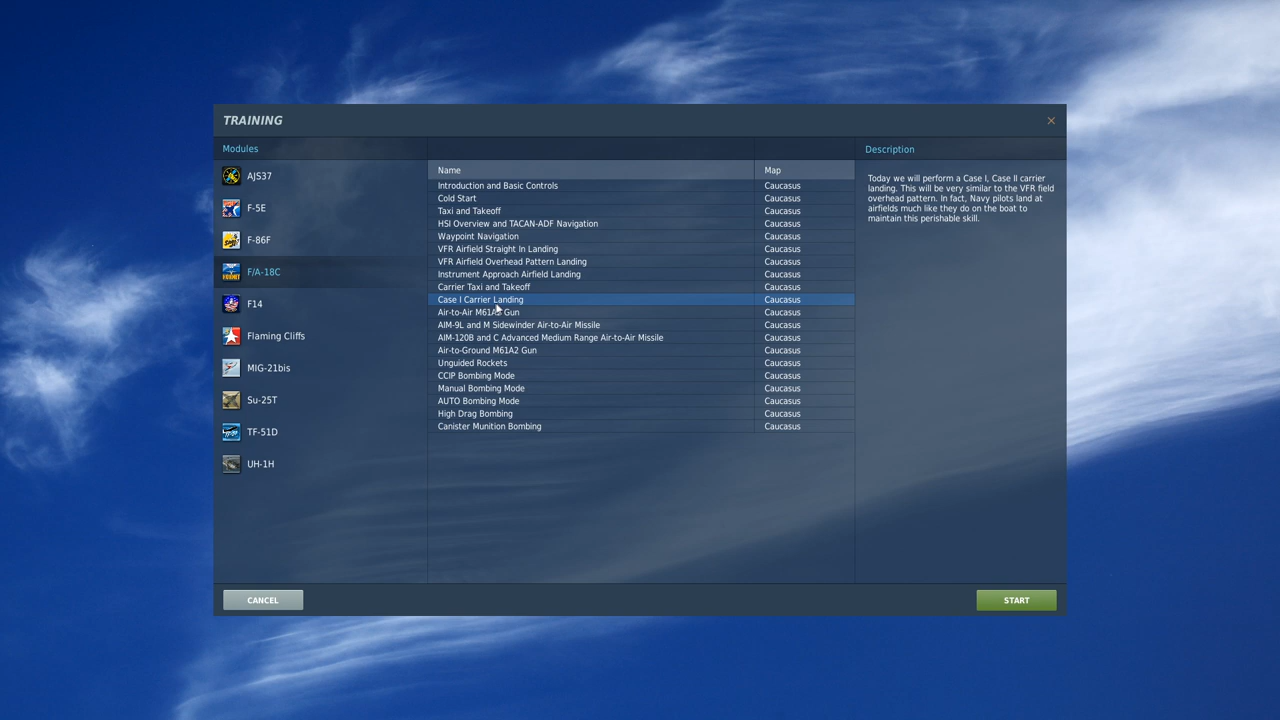 TRAINING
Modules
Description
AJS37
F-5E
F-86F
F/A-18C
F14
Flaming Cliffs
MIG-21bis
Su-25T
TF-51D
UH-1H
Name Map
Introduction and Basic Controls Caucasus
Cold Start Caucasus
Taxi and Takeoff Caucasus
HSI Overview and TACAN-ADF Navigation Caucasus
Waypoint Navigation Caucasus
VFR Airfield Straight In Landing Caucasus
VFR Airfield Overhead Pattern Landing Caucasus
Instrument Approach Airfield Landing Caucasus
Carrier Taxi and Takeoff Caucasus
Case I Carrier Landing Caucasus
Air-to-Air M61A2 Gun Caucasus
AIM-9L and M Sidewinder Air-to-Air Missile Caucasus
AIM-120B and C Advanced Medium Range Air-to-Air Missile Caucasus
Air-to-Ground M61A2 Gun Caucasus
Unguided Rockets Caucasus
CCIP Bombing Mode Caucasus
Manual Bombing Mode Caucasus
AUTO Bombing Mode Caucasus
High Drag Bombing Caucasus
Canister Munition Bombing Caucasus
Today we will perform a Case I, Case II carrier
landing. This will be very similar to the VFR field
overhead pattern. In fact, Navy pilots land at
airfields much like they do on the boat to
maintain this perishable skill.
CANCEL
START